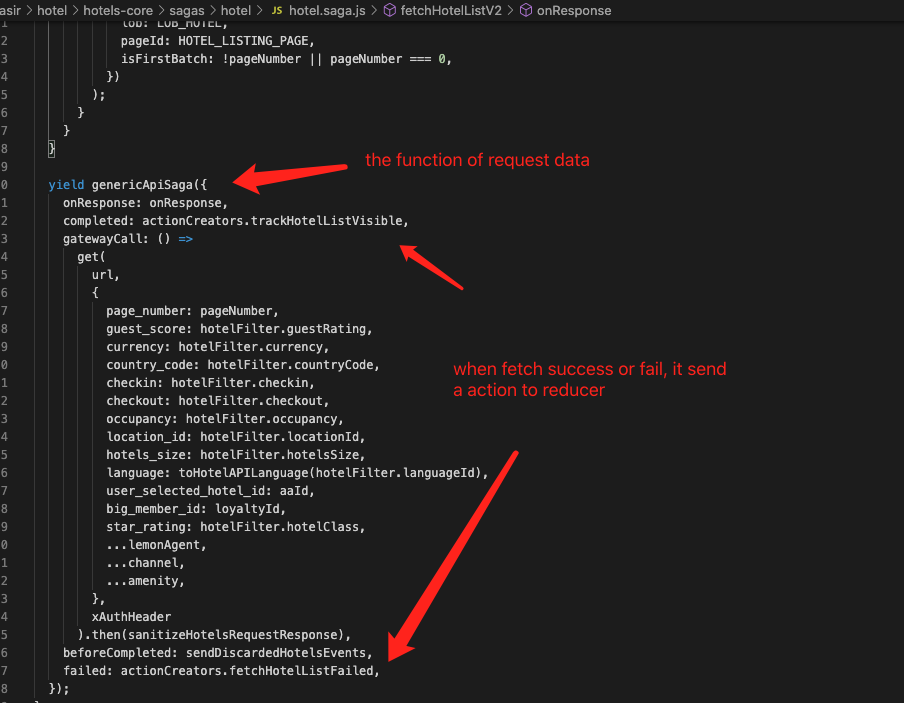 asir > hotel > hotels-core > sagas > hotel > JS hotel.saga.js > fetchHotelListV2 > onResponse
1 lob: LOB_HOTEL,
2 pageId: HOTEL_LISTING_PAGE,
3 isFirstBatch: !pageNumber || pageNumber === 0,
4 })
5 );
6 }
7 }
8 }
9
the function of request data
0 yield genericApiSaga({
1 onResponse: onResponse,
2 completed: actionCreators.trackHotelListVisible,
3 gatewayCall: () =>
4 get(
5 url,
6 {
7 page_number: pageNumber,
8 guest_score: hotelFilter.guestRating,
9 currency: hotelFilter.currency,
0 country_code: hotelFilter.countryCode,
when fetch success or fail, it send
1 checkin: hotelFilter.checkin,
a action to reducer
2 checkout: hotelFilter.checkout,
3 occupancy: hotelFilter.occupancy,
4 location_id: hotelFilter.locationId,
5 hotels_size: hotelFilter.hotelsSize,
6 language: toHotelAPILanguage(hotelFilter.languageId),
7 user_selected_hotel_id: aaId,
8 big_member_id: loyaltyId,
9 star_rating: hotelFilter.hotelClass,
0 ...lemonAgent,
1 ...channel,
2 ...amenity,
3 },
4 xAuthHeader
5 ).then(sanitizeHotelsRequestResponse),
6 beforeCompleted: sendDiscardedHotelsEvents,
7 failed: actionCreators.fetchHotelListFailed,
8 });